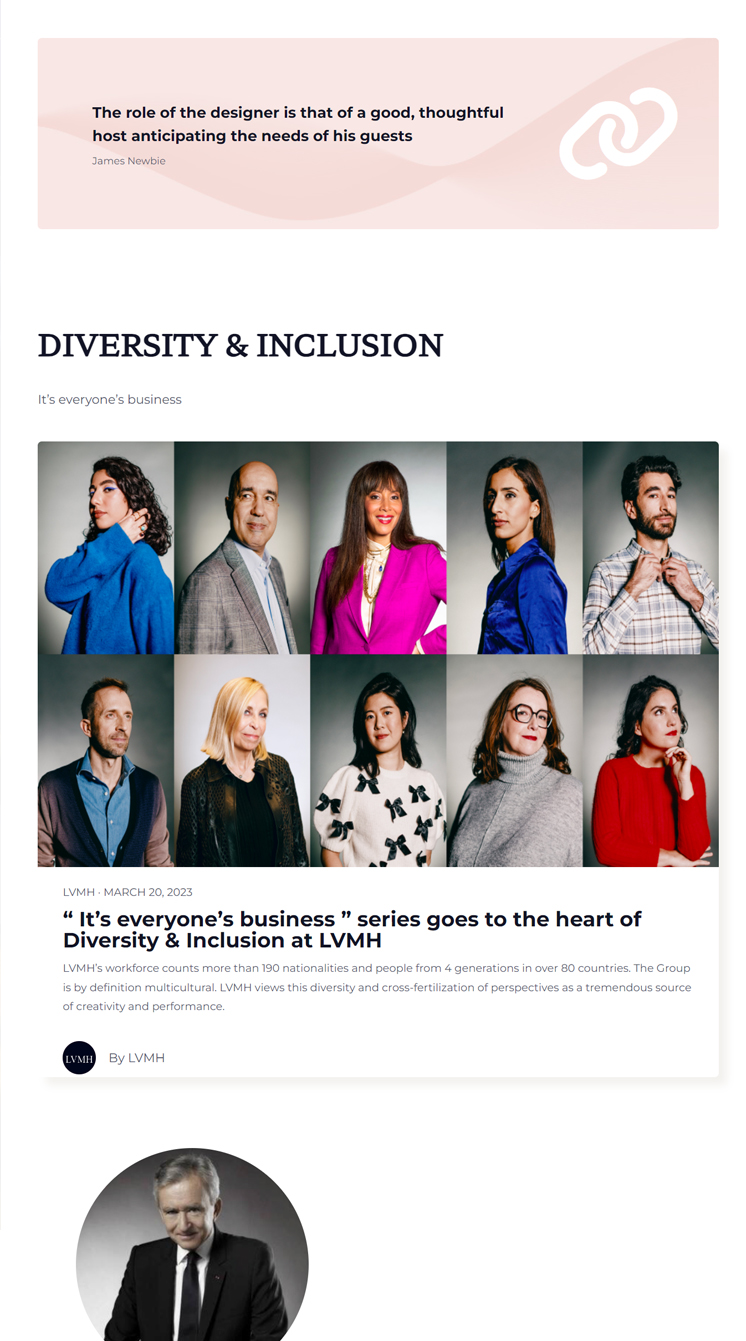 The role of the designer is that of a good, thoughtful
host anticipating the needs of his guests
James Newbie
DIVERSITY & INCLUSION
It’s everyone’s business
LVMH · MARCH 20, 2023
“ It’s everyone’s business ” series goes to the heart of
Diversity & Inclusion at LVMH
LVMH’s workforce counts more than 190 nationalities and people from 4 generations in over 80 countries. The Group
is by definition multicultural. LVMH views this diversity and cross-fertilization of perspectives as a tremendous source
of creativity and performance.
LVMH By LVMH